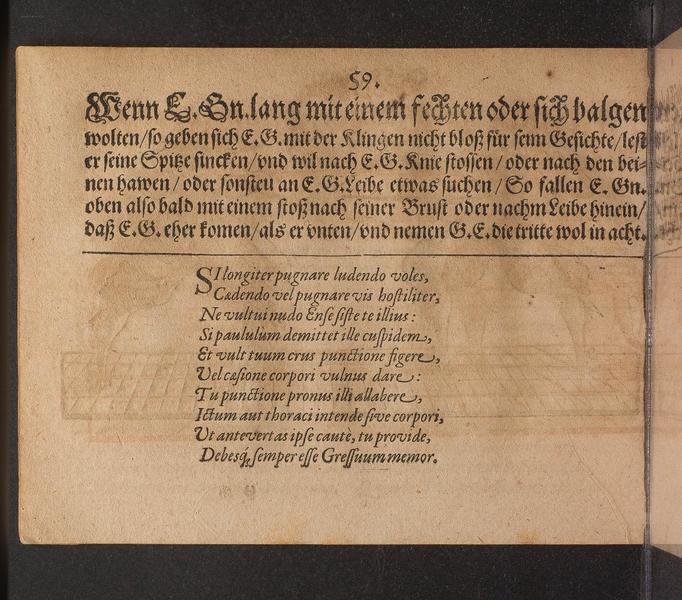 59.
Wenn E. Gn. lang mit einem fechten oder sich balgen
wolten/so geben sich E.G. mit der Klingen nicht bloß für senn Gesichte/lest
er seine Spitze sincken/vnd wil nach E.G. Knie stossen/oder nach den bei-
nen hawen/oder sonsten an E.G. Leibe etwas suchen/So fallen E. Gn.
oben also bald mit einem stoß nach seiner Brust oder nachm Leibe hinein/
daß E.G. eher komen/als er vnten/vnd nemen G.E. die tritte wol in acht.
SI longiter pugnare ludendo voles,
Cædendo vel pugnare vis hostiliter,
Ne vultui nudo Ense siste te illius:
Si paululum demittet ille cuspidem,
Et vult tuum crus punctione figere,
Vel cæsione corpori vulnus dare:
Tu punctione pronus illi allabere,
Ictum aut thoraci intende sive corpori,
Ut antevertas ipse cautè, tu provide,
Debesq́; semper esse Gressuum memor.